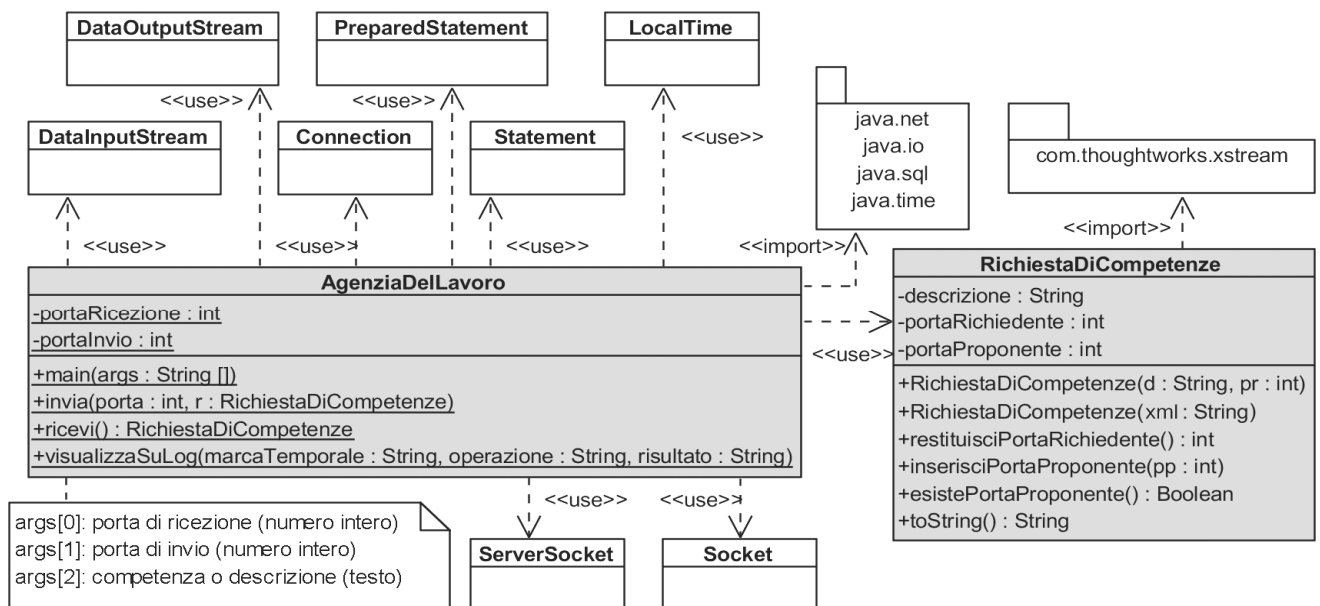 DataOutputStream
PreparedStatement
LocalTime
<<use>>
<<use>>
<<use>>
DataInputStream
Connection
Statement
java.net
java.io
java.sql
java.time
com.thoughtworks.xstream
<<use>>
<<use>>
<<use>>
<<import>>
<<import>>
AgenziaDelLavoro
-portaRicezione : int
-portaInvio : int
+main(args : String [])
+invia(porta : int, r : RichiestaDiCompetenze)
+ricevi() : RichiestaDiCompetenze
+visualizzaSuLog(marcaTemporale : String, operazione : String, risultato : String)
<<use>>
RichiestaDiCompetenze
-descrizione : String
-portaRichiedente : int
-portaProponente : int
+RichiestaDiCompetenze(d : String, pr : int)
+RichiestaDiCompetenze(xml : String)
+restituisciPortaRichiedente() : int
+inserisciPortaProponente(pp : int)
+esistePortaProponente() : Boolean
+toString() : String
args[0]: porta di ricezione (numero intero)
args[1]: porta di invio (numero intero)
args[2]: competenza o descrizione (testo)
<<use>>
<<use>>
ServerSocket
Socket